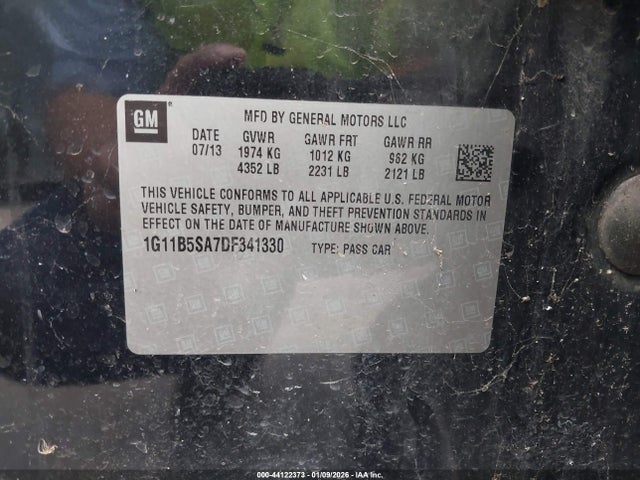 GM
MFD BY GENERAL MOTORS LLC
DATE GVWR GAWR FRT GAWR RR
07/13 1974 KG 1012 KG 962 KG
4352 LB 2231 LB 2121 LB
THIS VEHICLE CONFORMS TO ALL APPLICABLE U.S. FEDERAL MOTOR
VEHICLE SAFETY, BUMPER, AND THEFT PREVENTION STANDARDS IN
EFFECT ON THE DATE OF MANUFACTURE SHOWN ABOVE.
1G11B5SA7DF341330 TYPE: PASS CAR
000-44122373 - 01/09/2026 - IAA Inc.